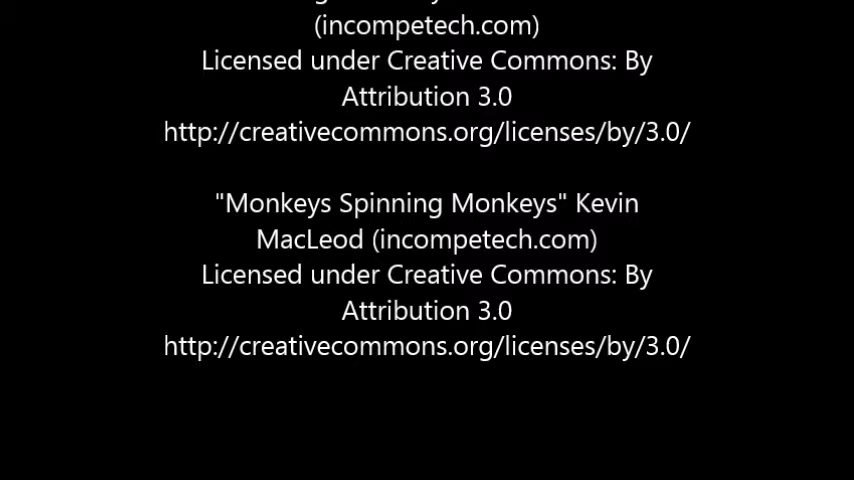 (incompetech.com)
Licensed under Creative Commons: By
Attribution 3.0
http://creativecommons.org/licenses/by/3.0/
"Monkeys Spinning Monkeys" Kevin
MacLeod (incompetech.com)
Licensed under Creative Commons: By
Attribution 3.0
http://creativecommons.org/licenses/by/3.0/